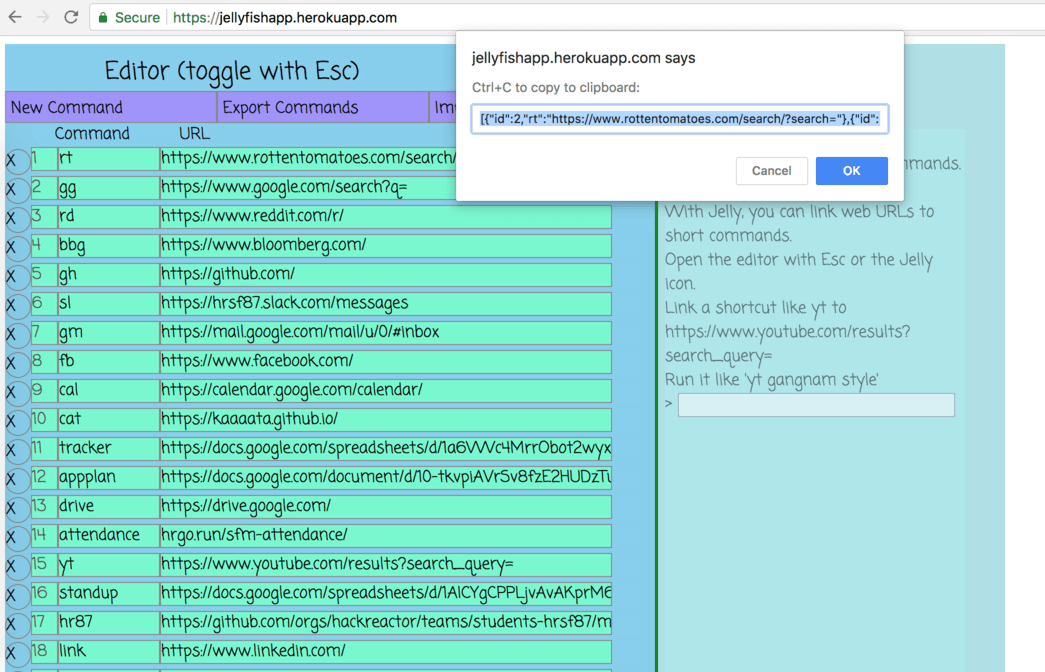 Secure https://jellyfishapp.herokuapp.com
Editor (toggle with Esc)
New Command Export Commands
Command URL
X 1 rt https://www.rottentomatoes.com/search/
X 2 gg https://www.google.com/search?q=
X 3 rd https://www.reddit.com/r/
X 4 bbg https://www.bloomberg.com/
X 5 gh https://github.com/
X 6 sl https://hrsf87.slack.com/messages
X 7 gm https://mail.google.com/mail/u/0/#inbox
X 8 fb https://www.facebook.com/
X 9 cal https://calendar.google.com/calendar/
X 10 cat https://kaaaata.github.io/
X 11 tracker https://docs.google.com/spreadsheets/d/1a6VVVc4MrrObot2wyx
X 12 appplan https://docs.google.com/document/d/10-tkvpiAVrSv8fzE2HUDzTu
X 13 drive https://drive.google.com/
X 14 attendance hrgo.run/sfm-attendance/
X 15 yt https://www.youtube.com/results?search_query=
X 16 standup https://docs.google.com/spreadsheets/d/1AlCYgCPPLjvAvAKprM6
X 17 hr87 https://github.com/orgs/hackreactor/teams/students-hrsf87/m
X 18 link https://www.linkedin.com/
jellyfishapp.herokuapp.com says
Ctrl+C to copy to clipboard:
[{"id":2,"rt":"https://www.rottentomatoes.com/search/?search="},{"id":
Cancel OK
mmands.
With Jelly, you can link web URLs to
short commands.
Open the editor with Esc or the Jelly
icon.
Link a shortcut like yt to
https://www.youtube.com/results?
search_query=
Run it like 'yt gangnam style'
>